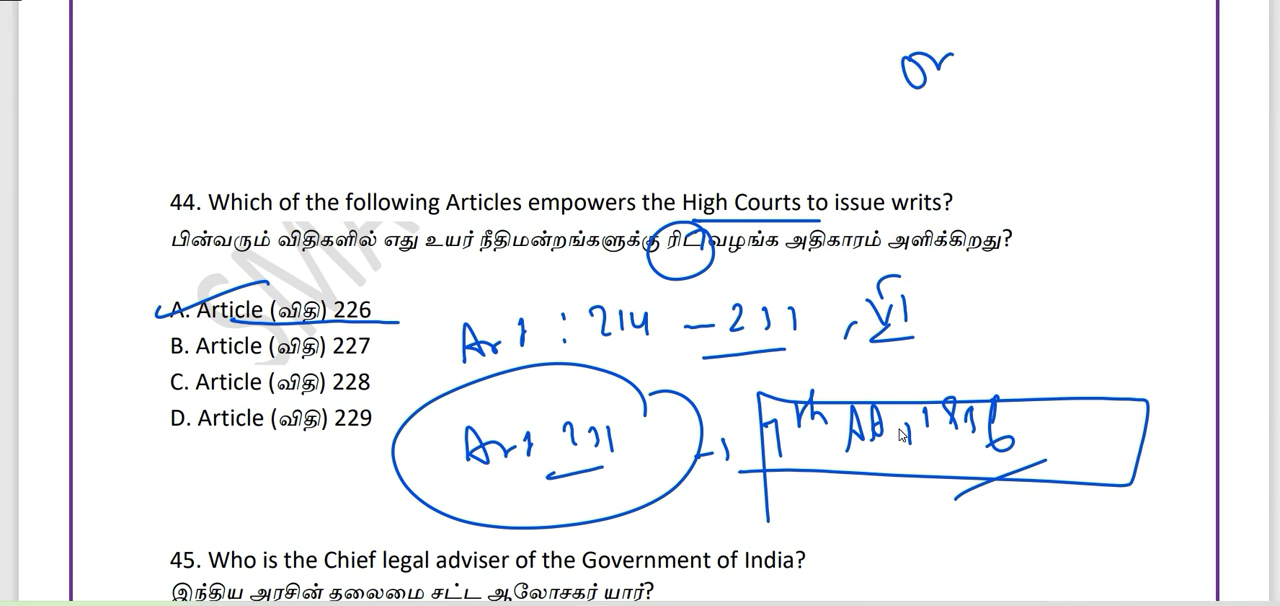 or
44. Which of the following Articles empowers the High Courts to issue writs?
பின்வரும் விதிகளில் எது உயர் நீதிமன்றங்களுக்கு ரிட் வழங்க அதிகாரம் அளிக்கிறது?
A. Article (விதி) 226
Art : 214 - 231, VI
B. Article (விதி) 227
C. Article (விதி) 228
D. Article (விதி) 229
Art 231
7th
45. Who is the Chief legal adviser of the Government of India?
இந்திய அரசின் தலைமை சட்ட ஆலோசகர் யார்?